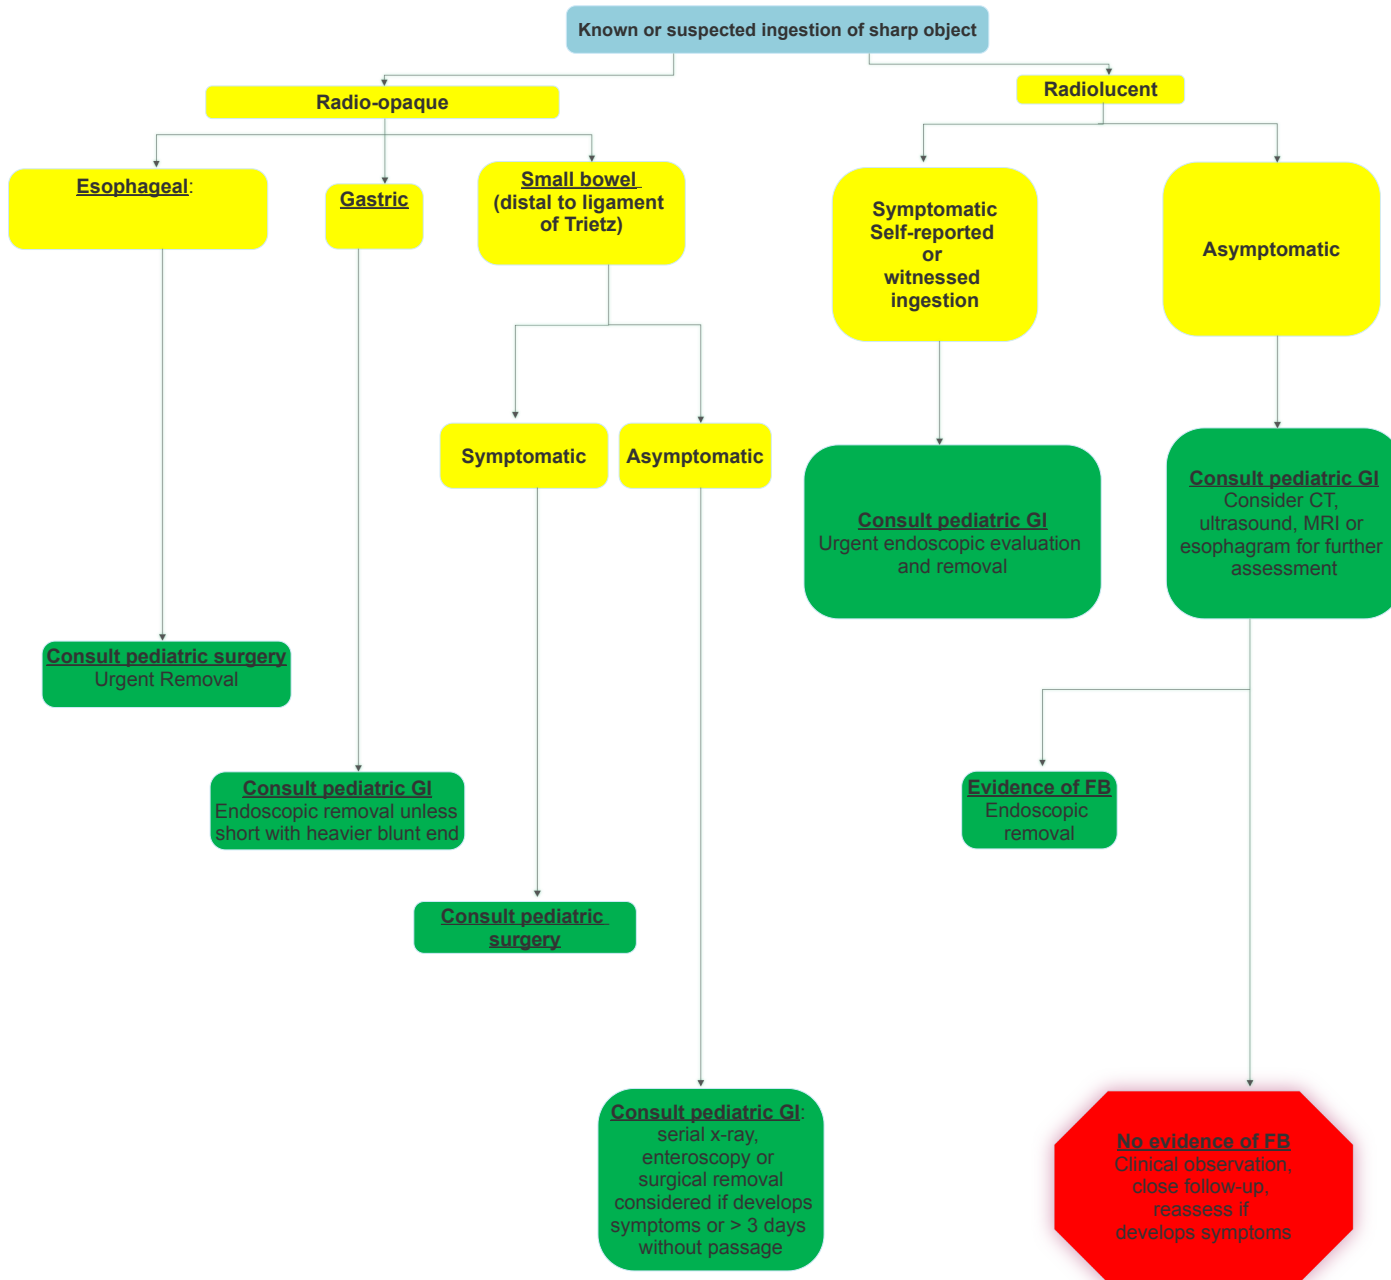 Known or suspected ingestion of sharp object
Radio-opaque
Radiolucent
Esophageal:
Gastric
Small bowel
(distal to ligament
of Trietz)
Symptomatic
Self-reported
or
witnessed
ingestion
Asymptomatic
Symptomatic
Asymptomatic
Consult pediatric GI
Urgent endoscopic evaluation
and removal
Consult pediatric GI
Consider CT,
ultrasound, MRI or
esophagram for further
assessment
Consult pediatric surgery
Urgent Removal
Consult pediatric GI
Endoscopic removal unless
short with heavier blunt end
Evidence of FB
Endoscopic
removal
Consult pediatric
surgery
Consult pediatric GI:
serial x-ray,
enteroscopy or
surgical removal
considered if develops
symptoms or > 3 days
without passage
No evidence of FB
Clinical observation,
close follow-up,
reassess if
develops symptoms